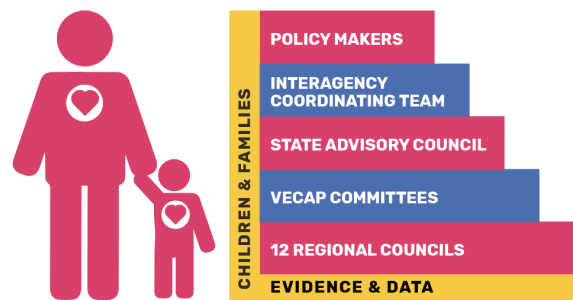 CHILDREN & FAMILIES
POLICY MAKERS
INTERAGENCY
COORDINATING TEAM
STATE ADVISORY COUNCIL
VECAP COMMITTEES
12 REGIONAL COUNCILS
EVIDENCE & DATA